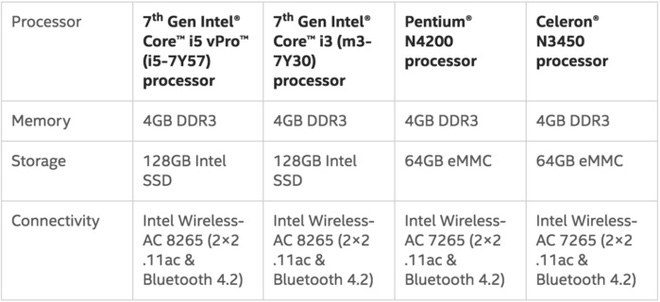 Processor
7th Gen Intel®
Core™ i5 vPro™
(i5-7Y57)
processor
7th Gen Intel®
Core™ i3 (m3-
7Y30)
processor
Pentium®
N4200
processor
Celeron®
N3450
processor
Memory
4GB DDR3
4GB DDR3
4GB DDR3
4GB DDR3
Storage
128GB Intel
SSD
128GB Intel
SSD
64GB eMMC
64GB eMMC
Connectivity
Intel Wireless-
AC 8265 (2×2
.11ac &
Bluetooth 4.2)
Intel Wireless-
AC 8265 (2×2
.11ac &
Bluetooth 4.2)
Intel Wireless-
AC 7265 (2×2
.11ac &
Bluetooth 4.2)
Intel Wireless-
AC 7265 (2×2
.11ac &
Bluetooth 4.2)